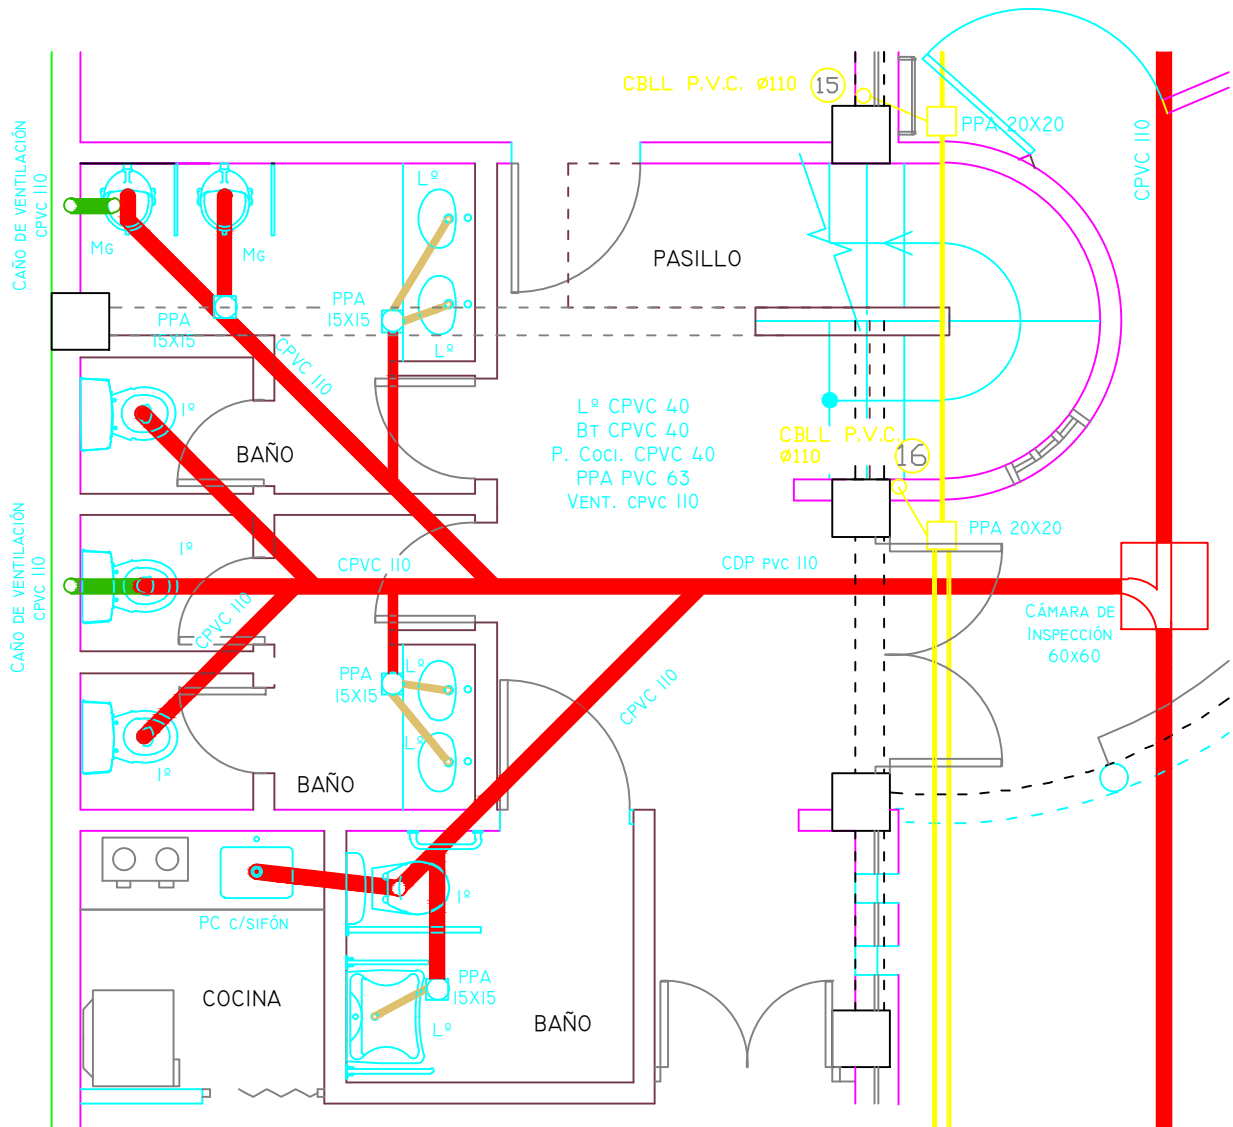 CBLL P.V.C. Ø110
15
PPA 20X20
CPVC 110
CAÑO DE VENTILACIÓN
CPVC 110
Lº
MG
MG
PASILLO
PPA
15X15
PPA
15X15
Lº
CPVC 110
Iº
BAÑO
Lº CPVC 40
BT CPVC 40
P. COCI. CPVC 40
PPA PVC 63
VENT. CPVC 110
CBLL P.V.C.
Ø110
16
PPA 20X20
CAÑO DE VENTILACIÓN
CPVC 110
Iº
CPVC 110
CDP PVC 110
CPVC 110
CÁMARA DE
INSPECCIÓN
60X60
PPA
15X15
Lº
CPVC 110
Lº
Iº
BAÑO
PC C/SIFÓN
Iº
PPA
15X15
COCINA
Lº
BAÑO